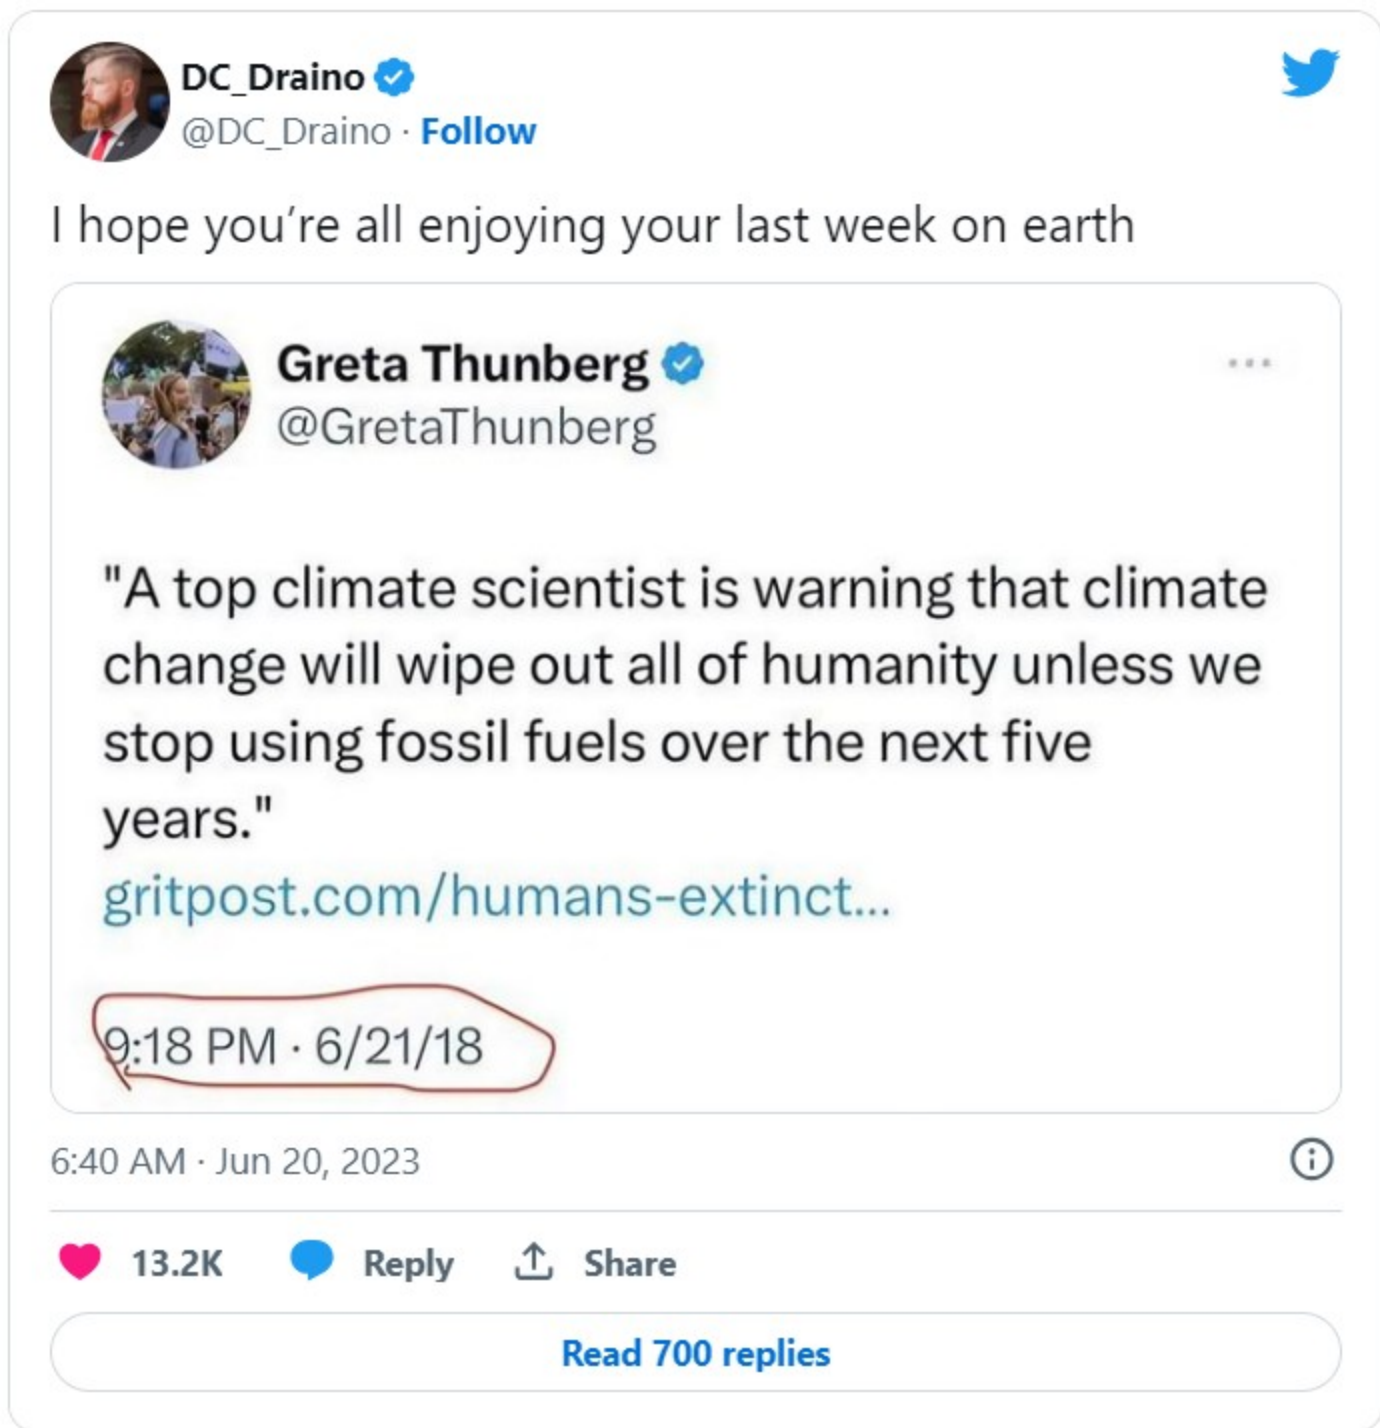 DC_Draino
@DC_Draino · Follow
I hope you're all enjoying your last week on earth
Greta Thunberg
@GretaThunberg
"A top climate scientist is warning that climate
change will wipe out all of humanity unless we
stop using fossil fuels over the next five
years."
gritpost.com/humans-extinct...
9:18 PM · 6/21/18
6:40 AM · Jun 20, 2023
13.2K Reply Share
Read 700 replies